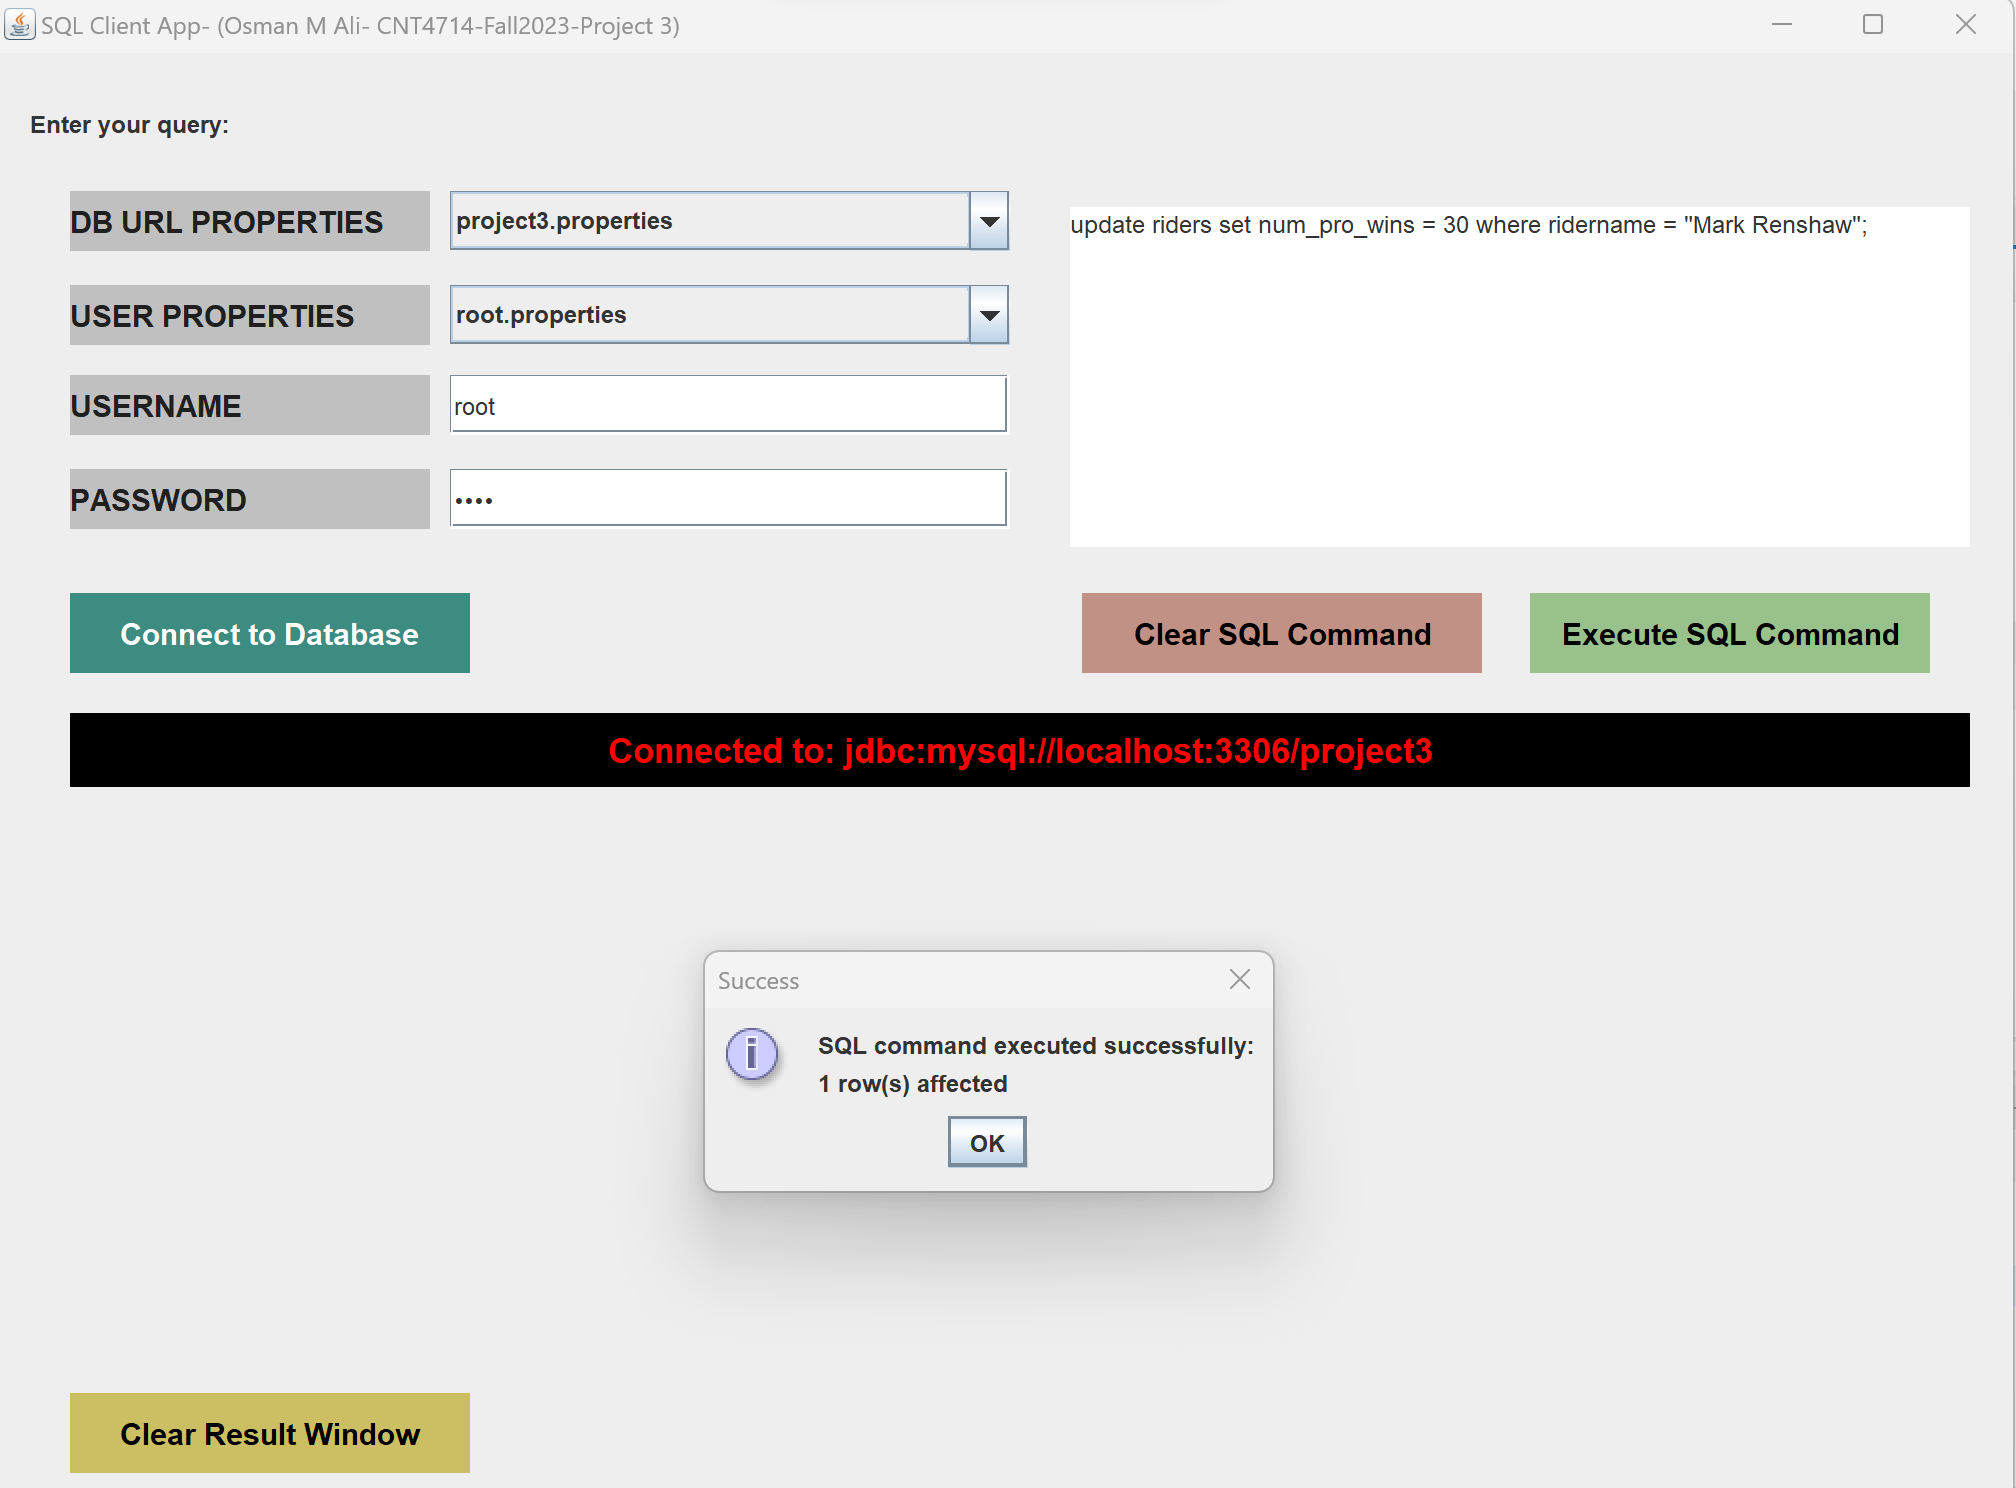 SQL Client App- (Osman M Ali- CNT4714-Fall2023-Project 3)
Enter your query:
DB URL PROPERTIES
project3.properties
USER PROPERTIES
root.properties
USERNAME
root
PASSWORD
••••
update riders set num_pro_wins = 30 where ridername = "Mark Renshaw";
Connect to Database
Clear SQL Command
Execute SQL Command
Connected to: jdbc:mysql://localhost:3306/project3
Success
SQL command executed successfully:
1 row(s) affected
OK
Clear Result Window